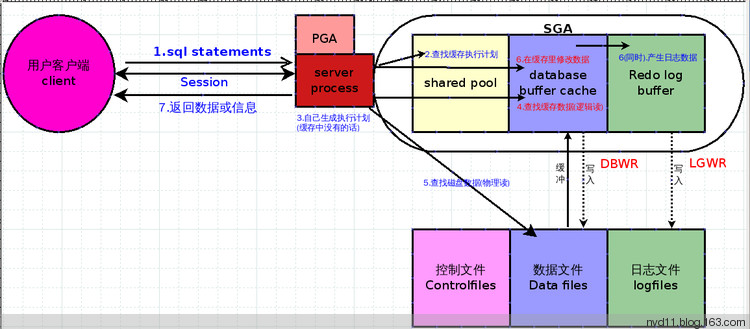 SGA
PGA
用户客户端
client
1.sql statements
Session
7.返回数据或信息
server
process
3.自己生成执行计划
(缓存中没有的话)
2.查找缓存执行计划
shared pool
6.在缓存里修改数据
database
buffer cache
4.查找缓存数据(逻辑读)
6(同时).产生日志数据
Redo log
buffer
5.查找磁盘数据(物理读)
缓冲
写入
DBWR
写入
LGWR
控制文件
Controlfiles
数据文件
Data files
日志文件
logfiles
nvd11.blog.163.com